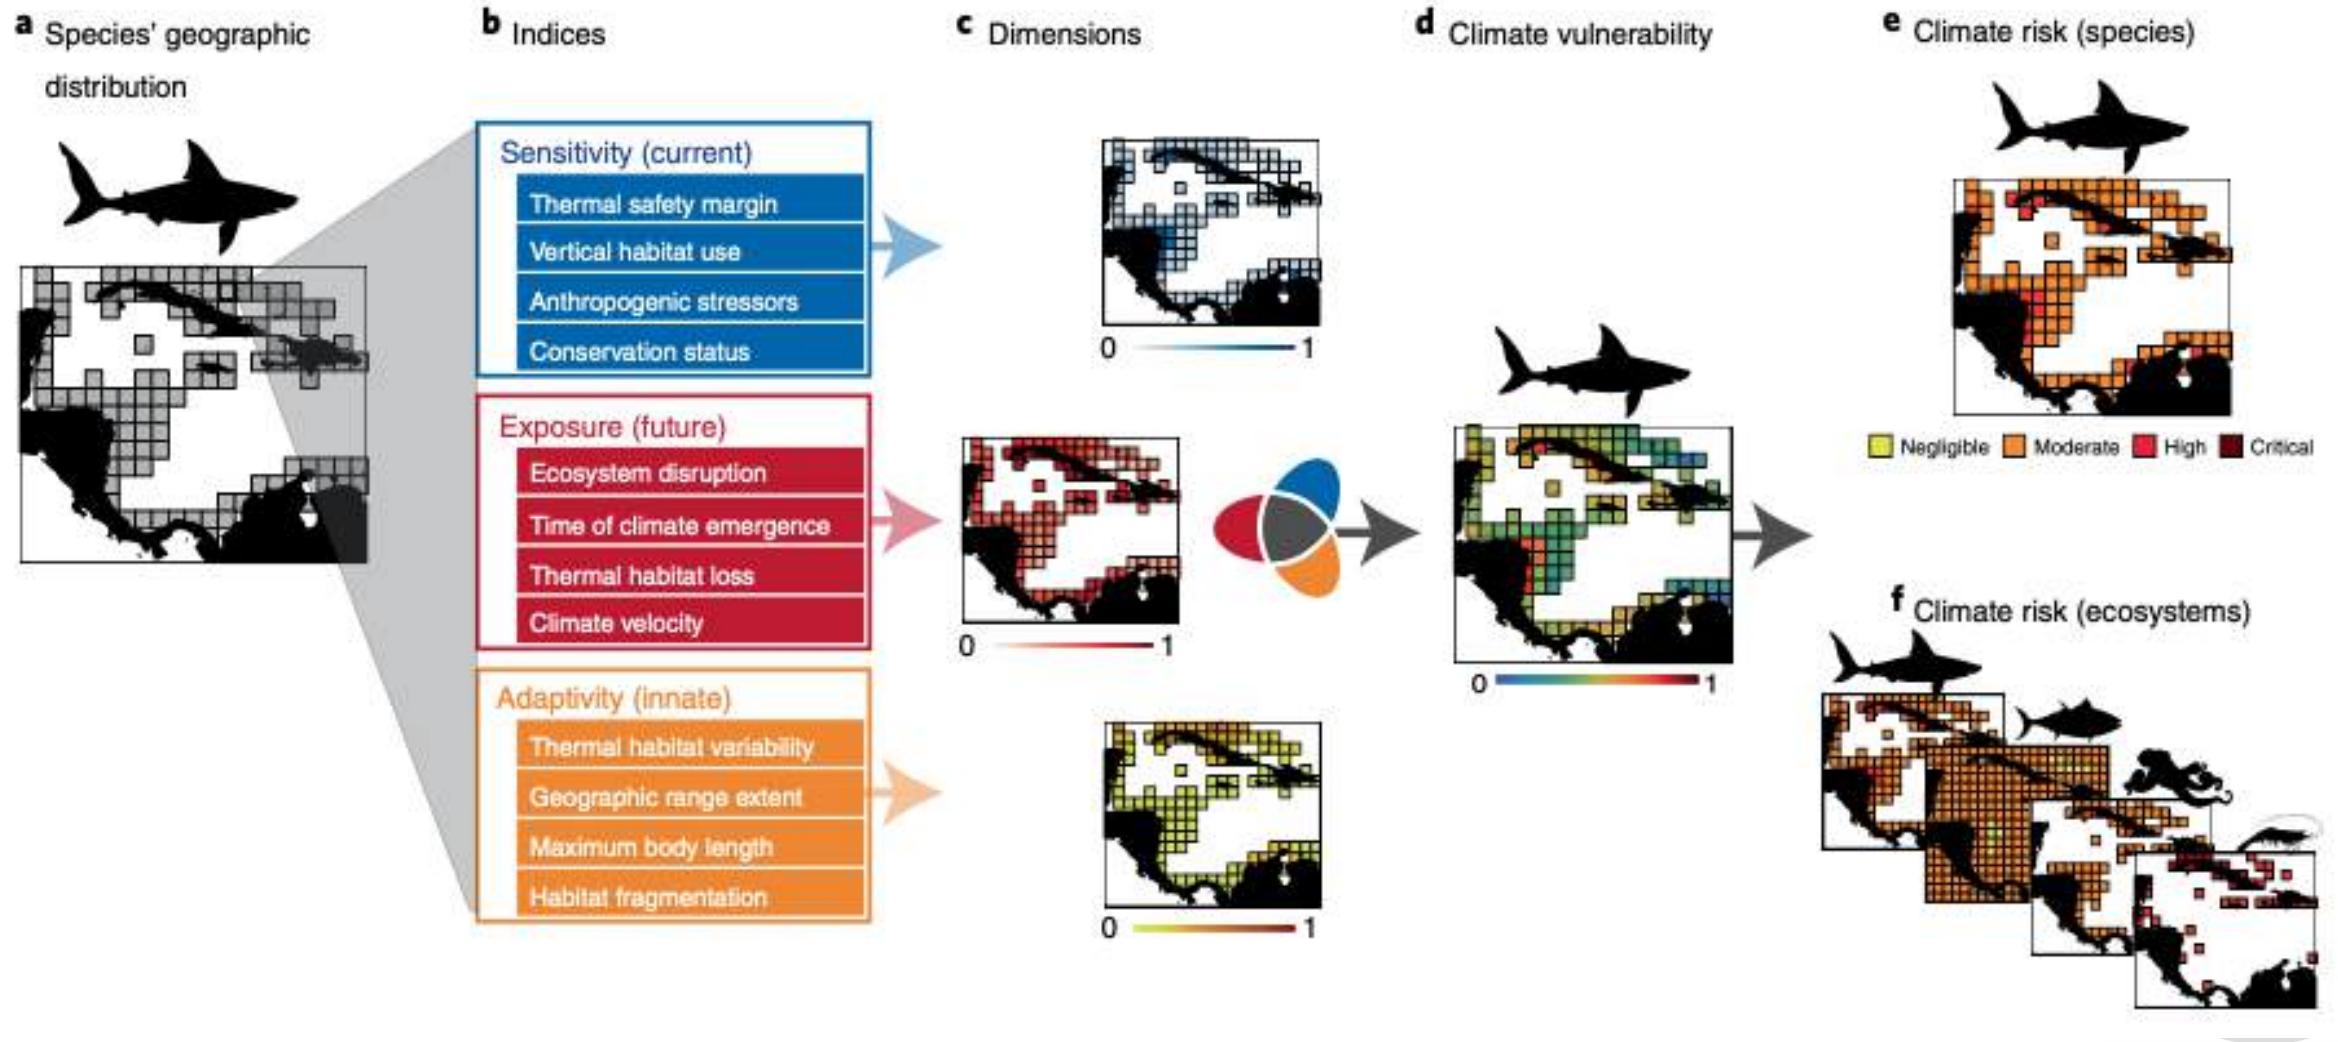 a Species' geographic
distribution
b Indices
Sensitivity (current)
Thermal safety margin
Vertical habitat use
Anthropogenic stressors
Conservation status
Exposure (future)
Ecosystem disruption
Time of climate emergence
Thermal habitat loss
Climate velocity
Adaptivity (innate)
Thermal habitat variability
Geographic range extent
Maximum body length
Habitat fragmentation
c Dimensions
0 1
0 1
0 1
d Climate vulnerability
0 1
e Climate risk (species)
Negligible Moderate High Critical
f Climate risk (ecosystems)